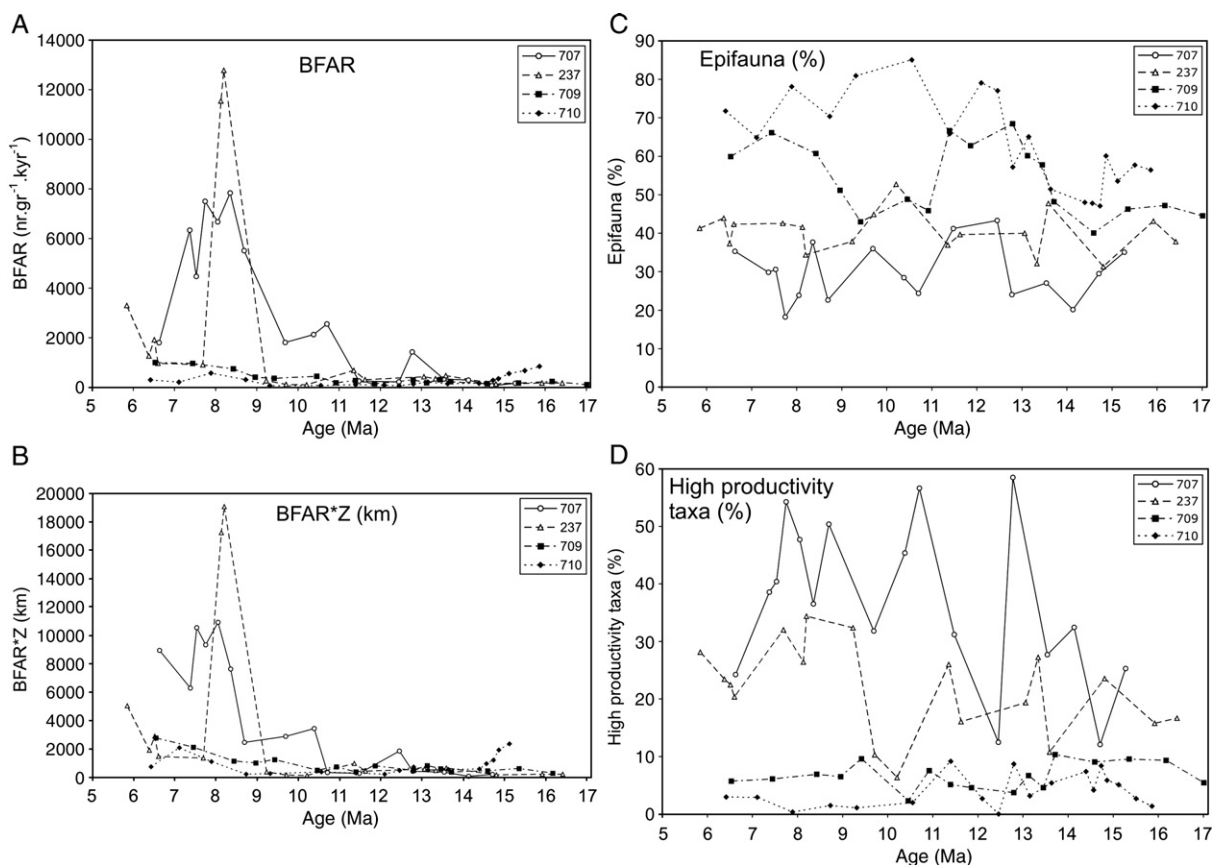 A
BFAR
14000
12000
10000
8000
6000
4000
2000
0
BFAR (nr.gr-1.kyr-1)
5 6 7 8 9 10 11 12 13 14 15 16 17
Age (Ma)
707
237
709
710
B
BFAR*Z (km)
20000
18000
16000
14000
12000
10000
8000
6000
4000
2000
0
BFAR*Z (km)
5 6 7 8 9 10 11 12 13 14 15 16 17
Age (Ma)
707
237
709
710
C
Epifauna (%)
90
80
70
60
50
40
30
20
10
0
Epifauna (%)
5 6 7 8 9 10 11 12 13 14 15 16 17
Age (Ma)
707
237
709
710
D
High productivity
taxa (%)
60
50
40
30
20
10
0
High productive taxa (%)
5 6 7 8 9 10 11 12 13 14 15 16 17
Age (Ma)
707
237
709
710